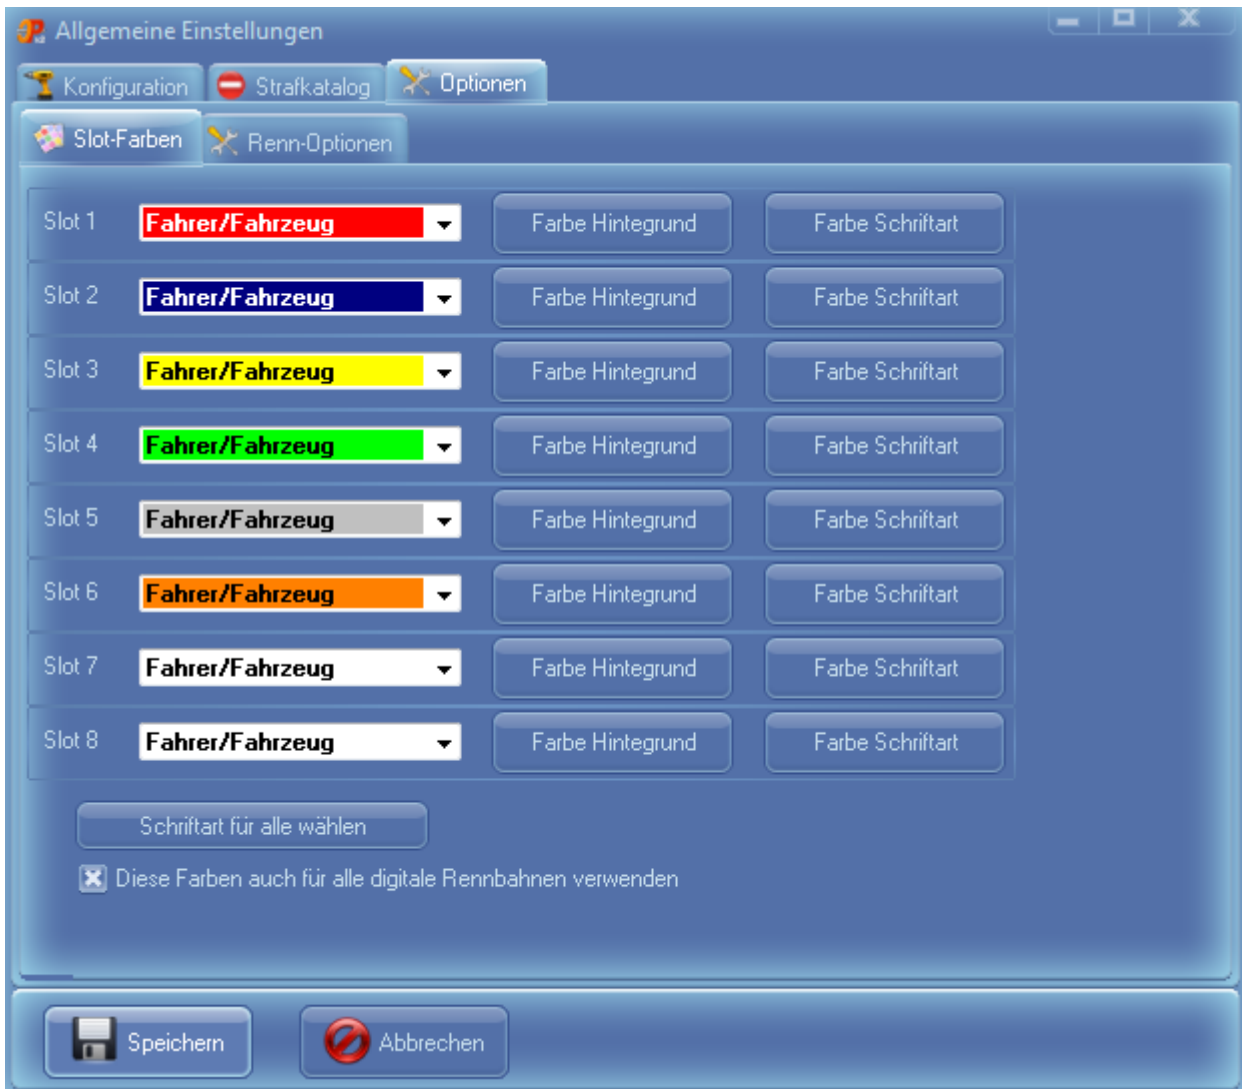 Allgemeine Einstellungen
Konfiguration Strafkatalog Optionen
Slot-Farben Renn-Optionen
Slot 1 Fahrer/Fahrzeug Farbe Hintegrund Farbe Schriftart
Slot 2 Fahrer/Fahrzeug Farbe Hintegrund Farbe Schriftart
Slot 3 Fahrer/Fahrzeug Farbe Hintegrund Farbe Schriftart
Slot 4 Fahrer/Fahrzeug Farbe Hintegrund Farbe Schriftart
Slot 5 Fahrer/Fahrzeug Farbe Hintegrund Farbe Schriftart
Slot 6 Fahrer/Fahrzeug Farbe Hintegrund Farbe Schriftart
Slot 7 Fahrer/Fahrzeug Farbe Hintegrund Farbe Schriftart
Slot 8 Fahrer/Fahrzeug Farbe Hintegrund Farbe Schriftart
Schriftart für alle wählen
Diese Farben auch für alle digitale Rennbahnen verwenden
Speichern Abbrechen